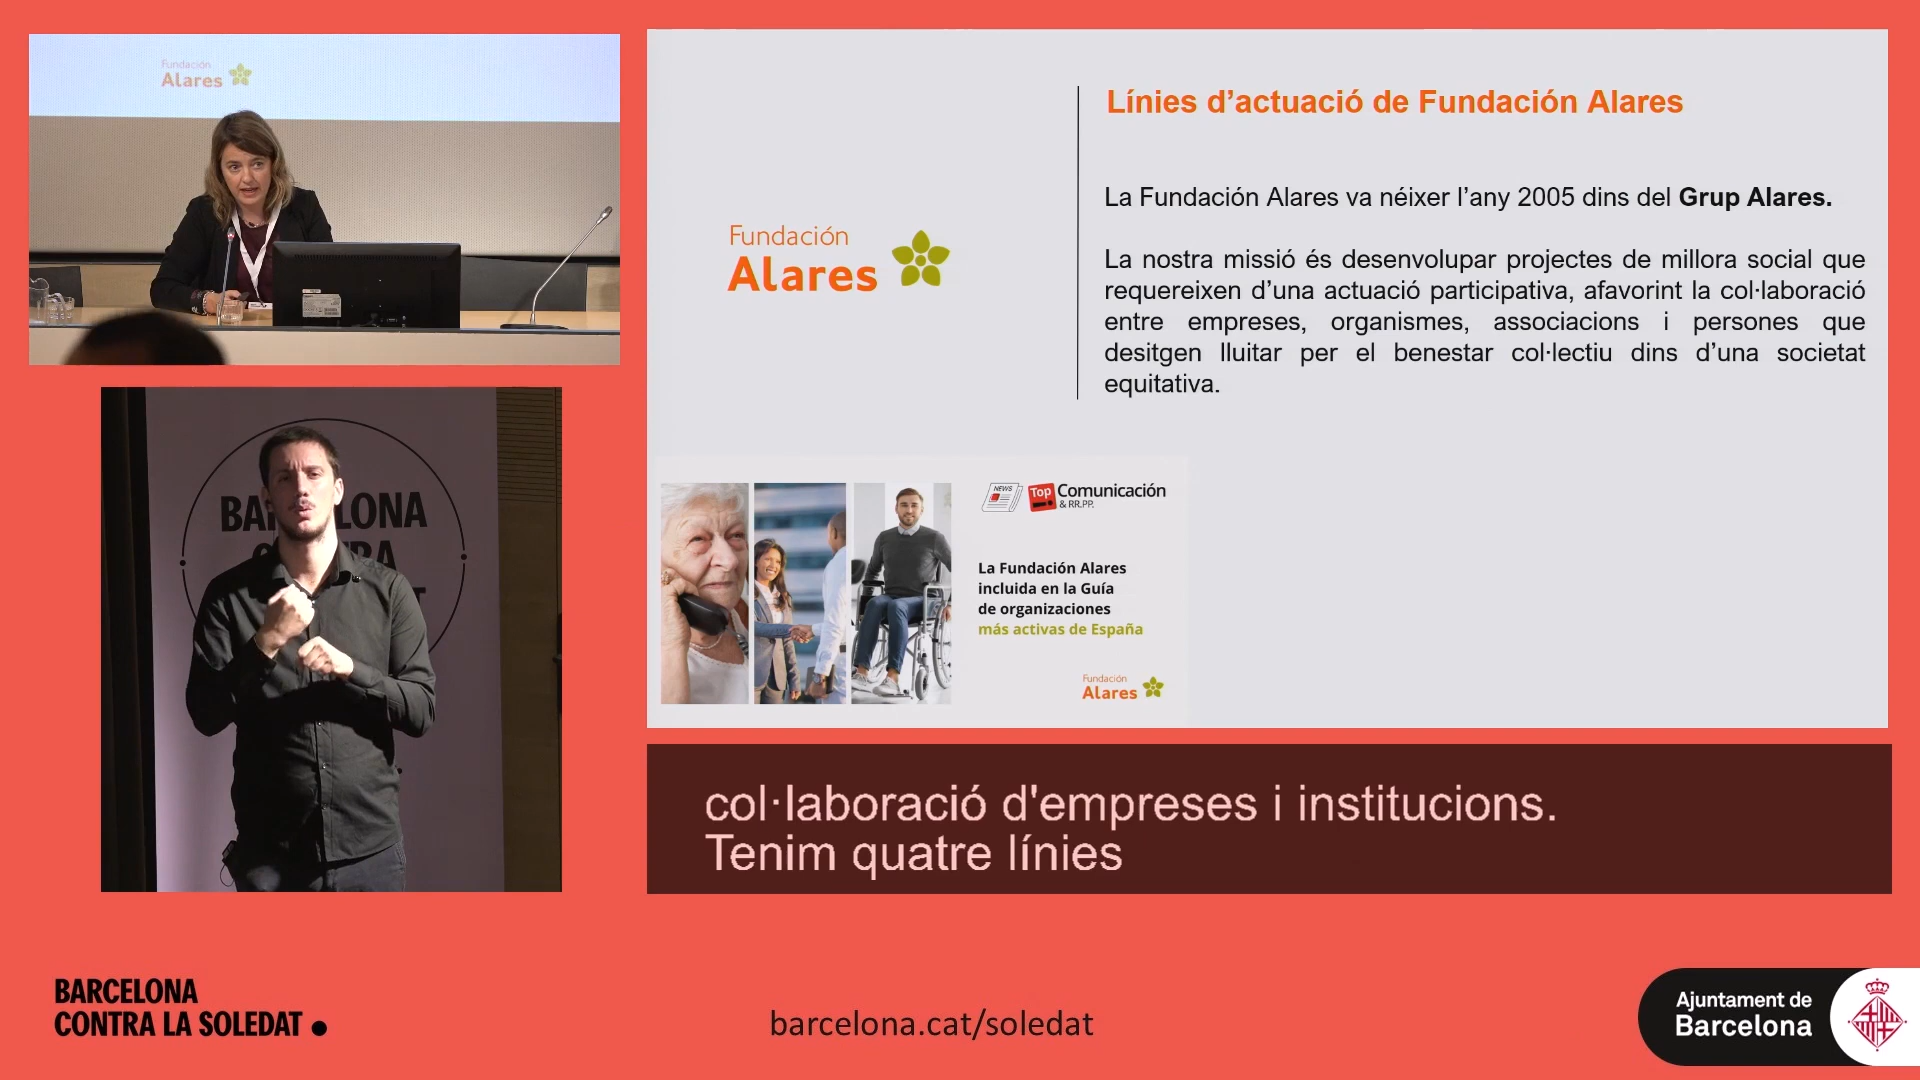 Fundación
Alares
Línies d’actuació de Fundación Alares
La Fundación Alares va néixer l’any 2005 dins del Grup Alares.
La nostra missió és desenvolupar projectes de millora social que
requereixen d’una actuació participativa, afavorint la col·laboració
entre empreses, organismes, associacions i persones que
desitgen lluitar per el benestar col·lectiu dins d’una societat
equitativa.
Fundación
Alares
NEWS
Top
Comunicación
& RR.PP.
La Fundación Alares
incluida en la Guía
de organizaciones
más activas de España
Fundación
Alares
BARCELONA
col·laboració d'empreses i institucions.
Tenim quatre línies
BARCELONA
CONTRA LA SOLEDAT
barcelona.cat/soledat
Ajuntament de
Barcelona